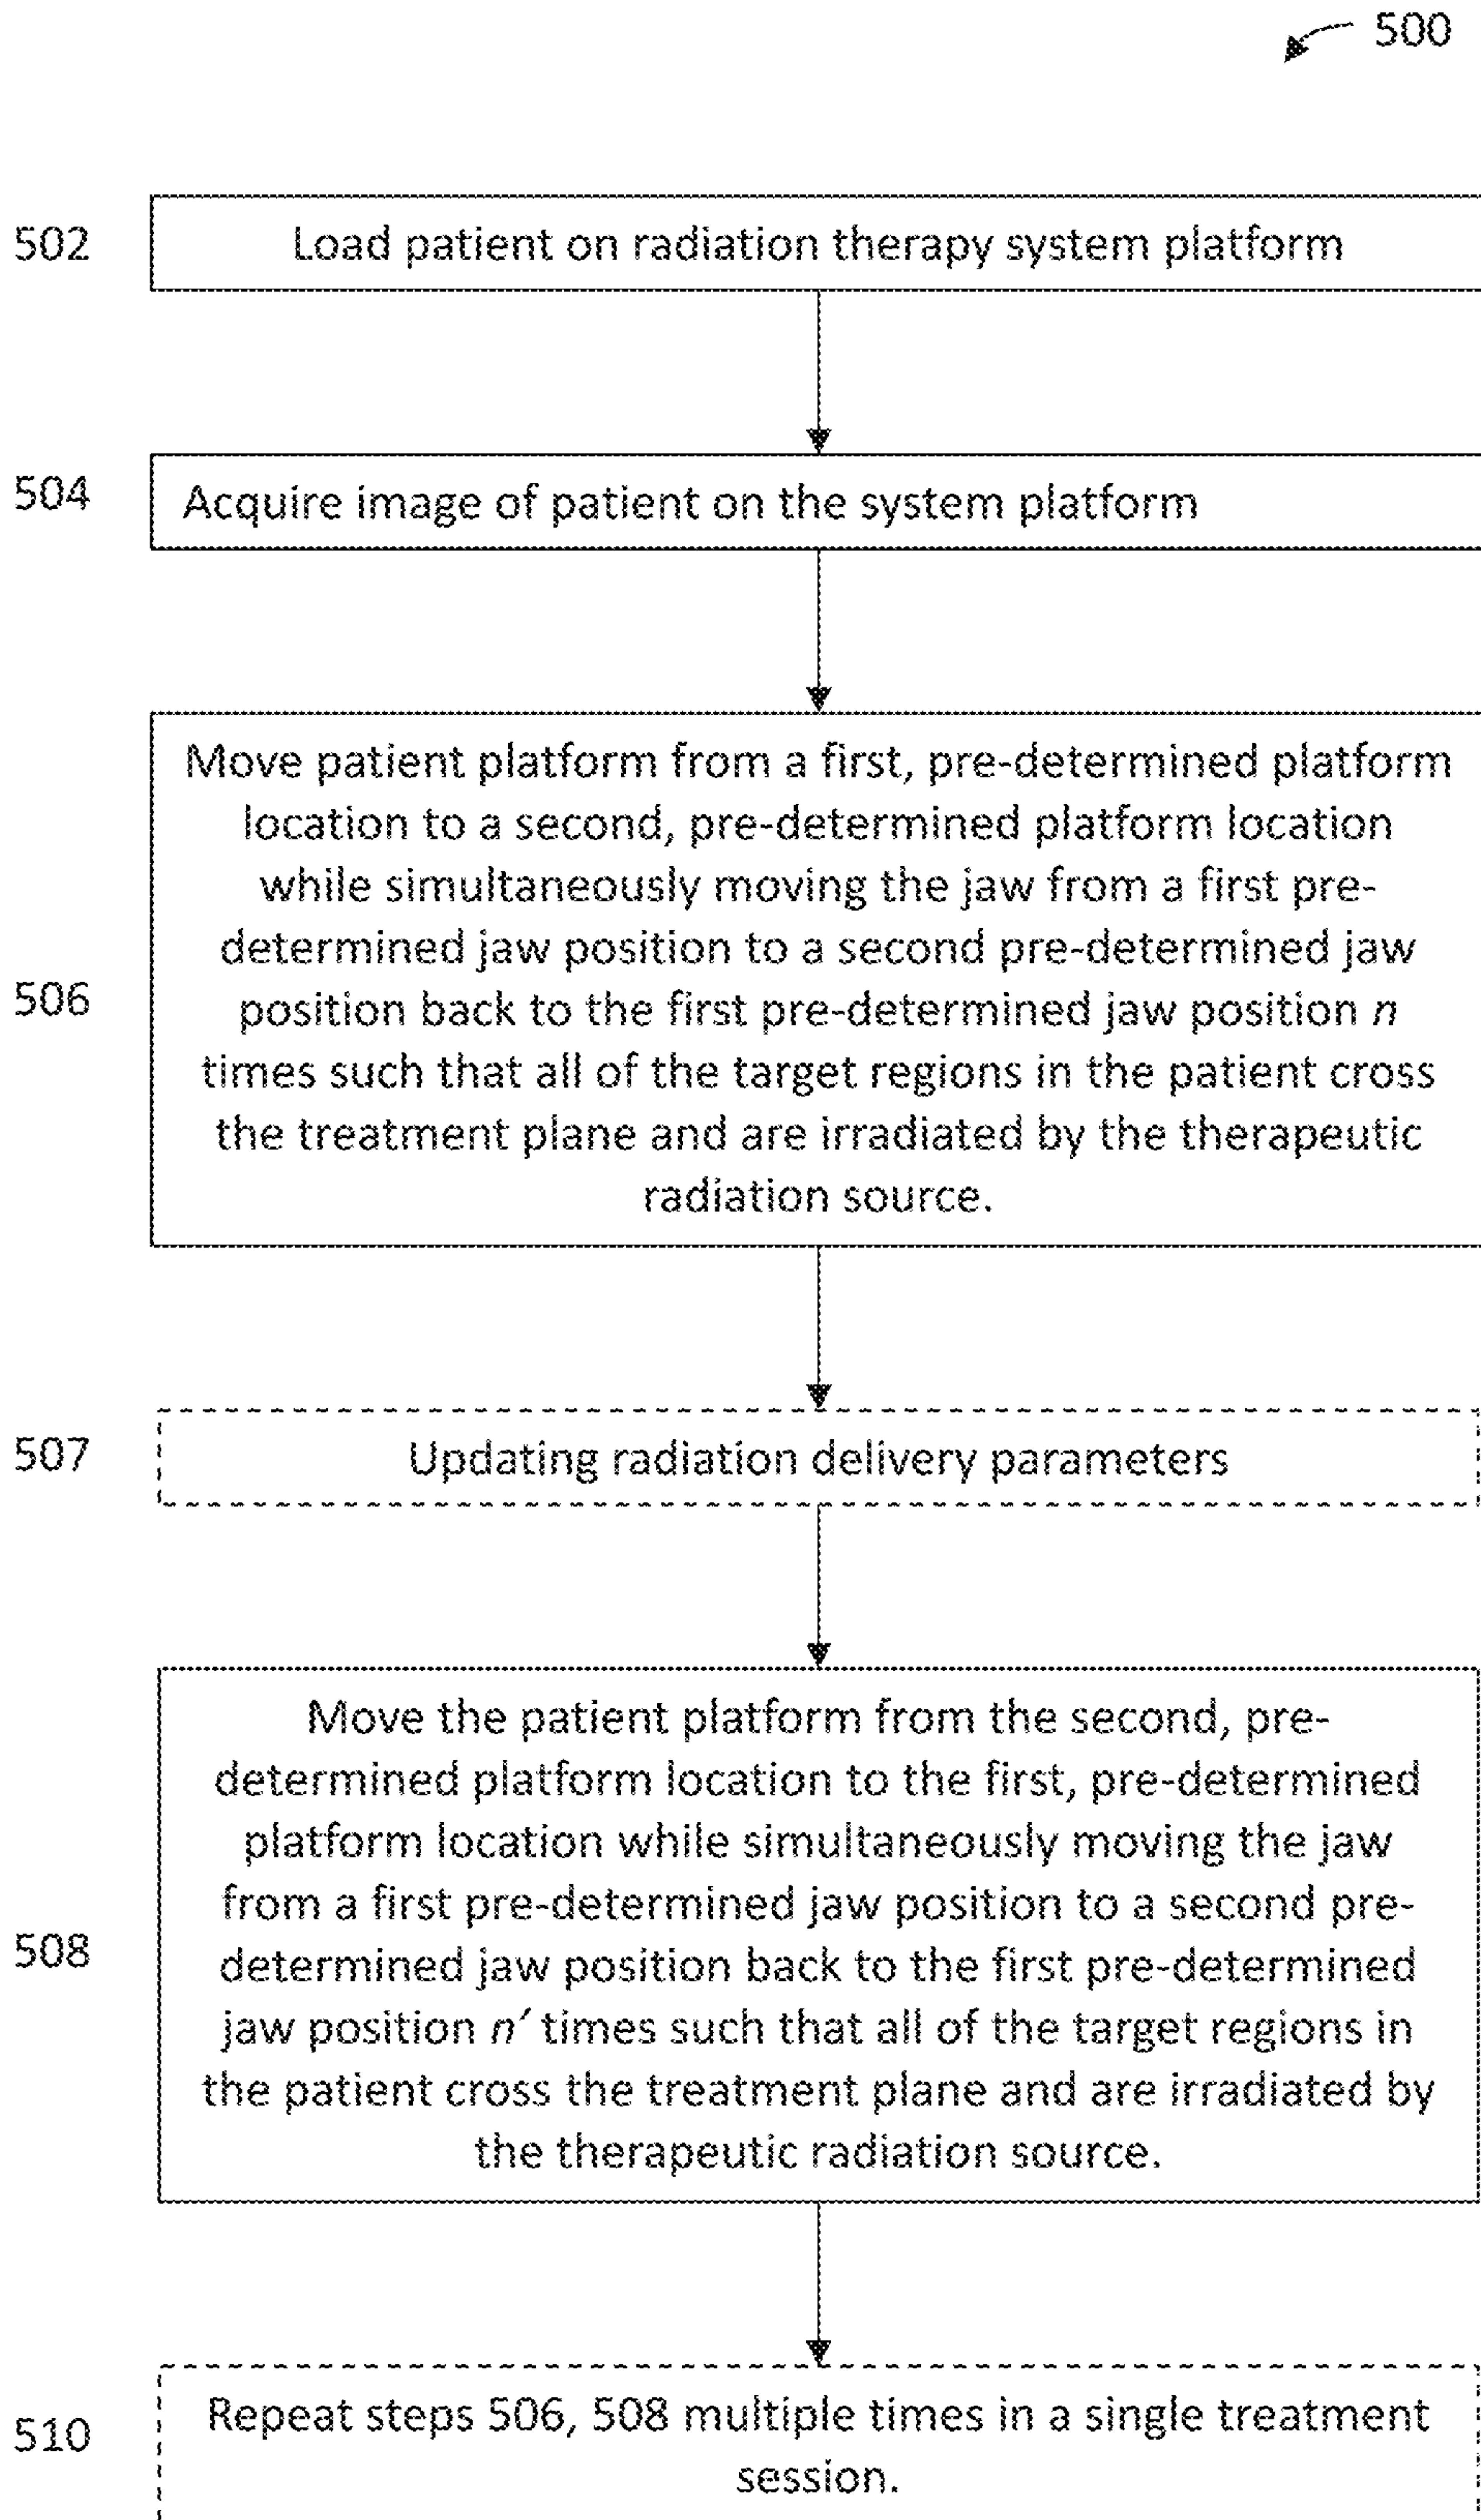 500
502
Load patient on radiation therapy system platform
504
Acquire image of patient on the system platform
506
Move patient platform from a first, pre-determined platform
location to a second, pre-determined platform location
while simultaneously moving the jaw from a first pre-
determined jaw position to a second pre-determined jaw
position back to the first pre-determined jaw position n
times such that all of the target regions in the patient cross
the treatment plane and are irradiated by the therapeutic
radiation source.
507
Updating radiation delivery parameters
508
Move the patient platform from the second, pre-
determined platform location to the first, pre-determined
platform location while simultaneously moving the jaw
from a first pre-determined jaw position to a second pre-
determined jaw position back to the first pre-determined
jaw position n′ times such that all of the target regions in
the patient cross the treatment plane and are irradiated by
the therapeutic radiation source.
510
Repeat steps 506, 508 multiple times in a single treatment
session.